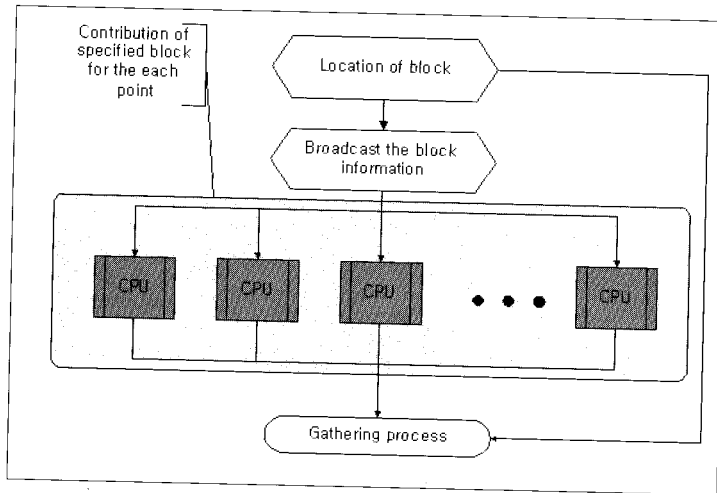 Contribution of
specified block
for the each
point
Location of block
Broadcast the block
information
CPU
CPU
CPU
CPU
Gathering process